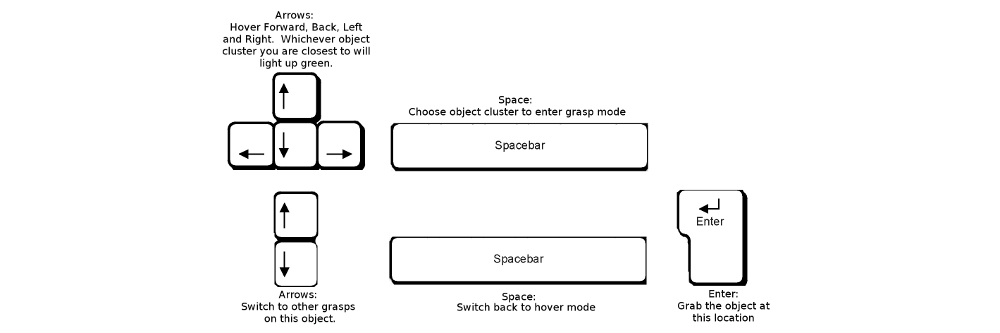 Arrows:
Hover Forward, Back, Left
and Right.  Whichever object
cluster you are closest to will
light up green.
Space:
Choose object cluster to enter grasp mode
Spacebar
Enter
Spacebar
Arrows:
Switch to other grasps
on this object.
Space:
Switch back to hover mode
Enter:
Grab the object at
this location